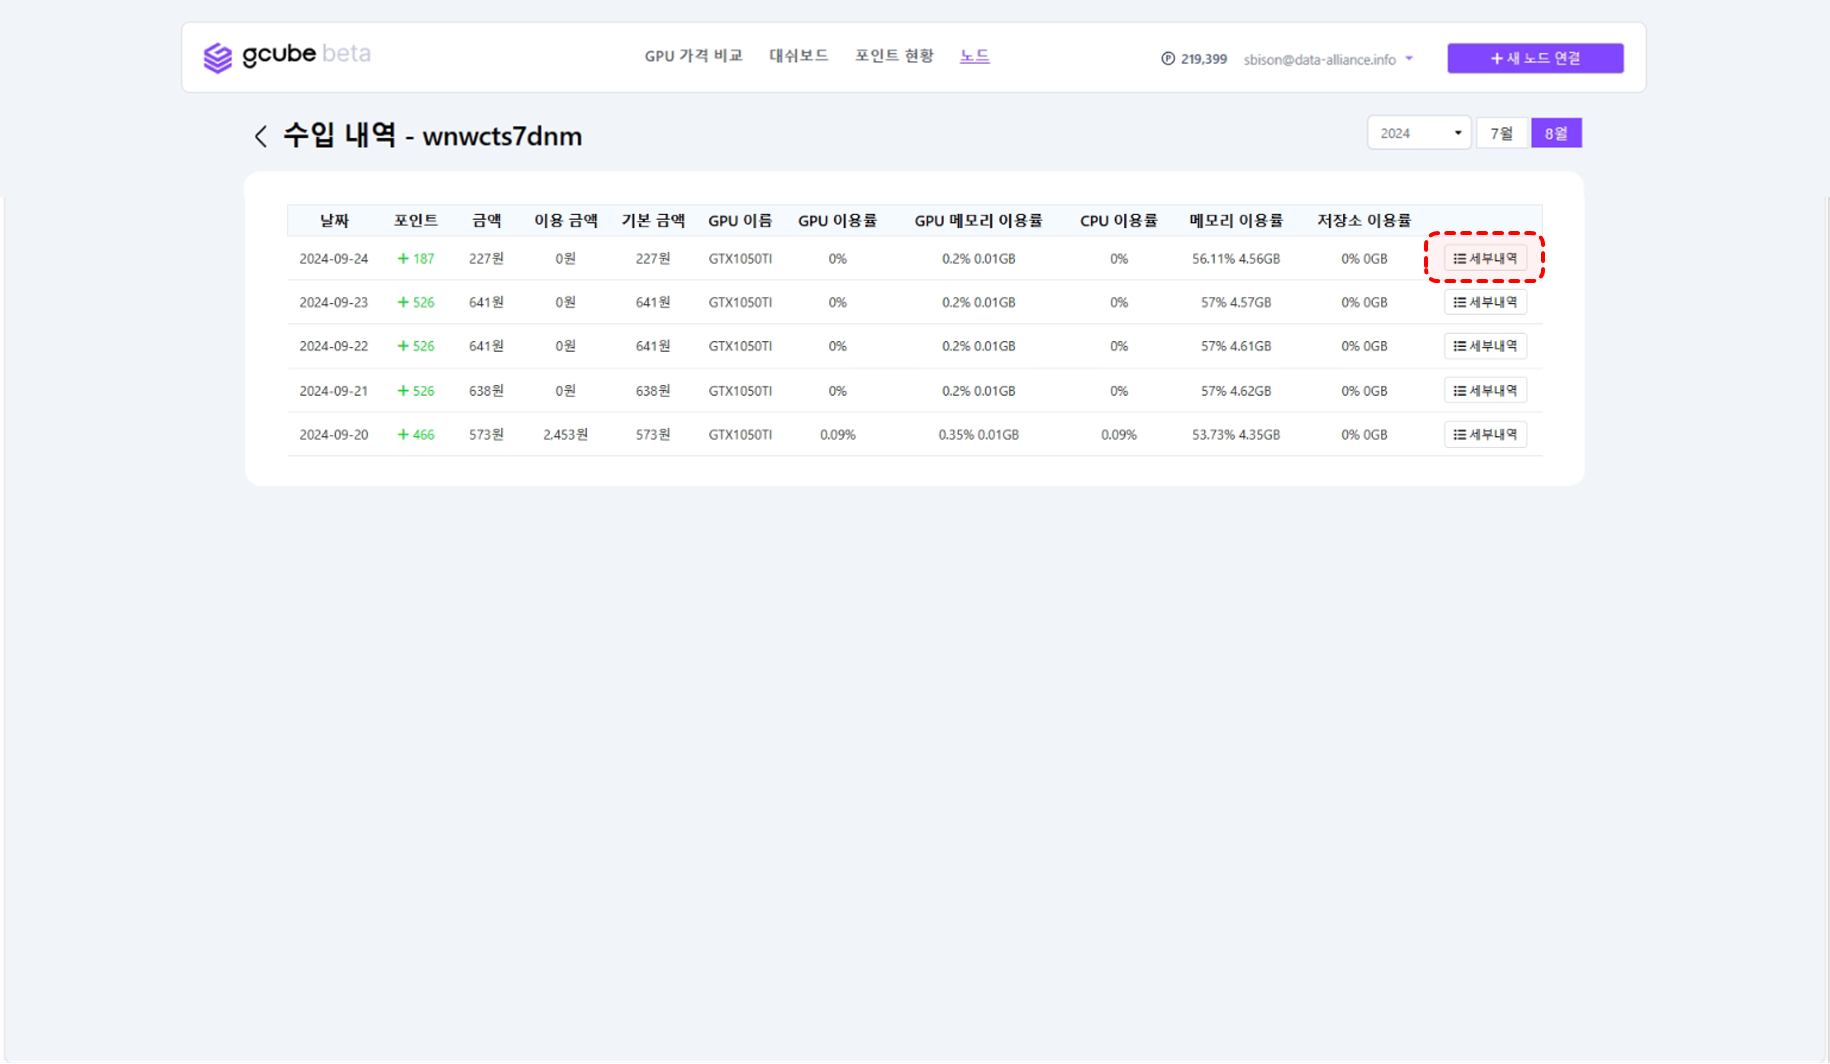 gcube beta
GPU 가격 비교 대쉬보드 포인트 현황 노드
Ⓟ 219,399 sbison@data-alliance.info
+ 새 노드 연결
수입 내역 - wnwcts7dnm
2024 7월 8월
날짜 포인트 금액 이용 금액 기본 금액 GPU 이름 GPU 이용률 GPU 메모리 이용률 CPU 이용률 메모리 이용률 저장소 이용률
2024-09-24 + 187 227원 0원 227원 GTX1050TI 0% 0.2% 0.01GB 0% 56.11% 4.56GB 0% 0GB 세부내역
2024-09-23 + 526 641원 0원 641원 GTX1050TI 0% 0.2% 0.01GB 0% 57% 4.57GB 0% 0GB 세부내역
2024-09-22 + 526 641원 0원 641원 GTX1050TI 0% 0.2% 0.01GB 0% 57% 4.61GB 0% 0GB 세부내역
2024-09-21 + 526 638원 0원 638원 GTX1050TI 0% 0.2% 0.01GB 0% 57% 4.62GB 0% 0GB 세부내역
2024-09-20 + 466 573원 2,453원 573원 GTX1050TI 0.09% 0.35% 0.01GB 0.09% 53.73% 4.35GB 0% 0GB 세부내역